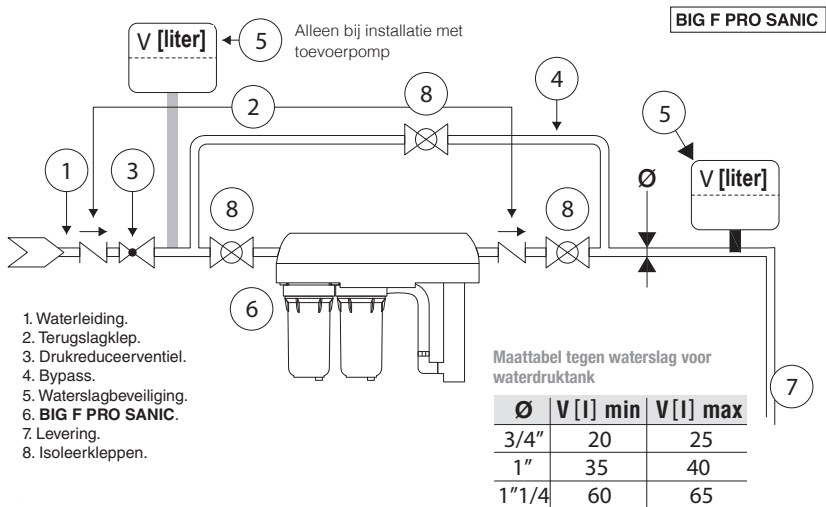 BIG F PRO SANIC
V [liter]
5
Alleen bij installatie met
toevoerpomp
2
8
4
5
1
3
8
8
Ø
V [liter]
6
1. Waterleiding.
2. Terugslagklep.
3. Drukreduceerventiel.
4. Bypass.
5. Waterslagbeveiliging.
6. BIG F PRO SANIC.
7. Levering.
8. Isoleerkleppen.
Maattabel tegen waterslag voor
waterdruktank
Ø V [l] min V [l] max
3/4” 20 25
1” 35 40
1”1/4 60 65
7